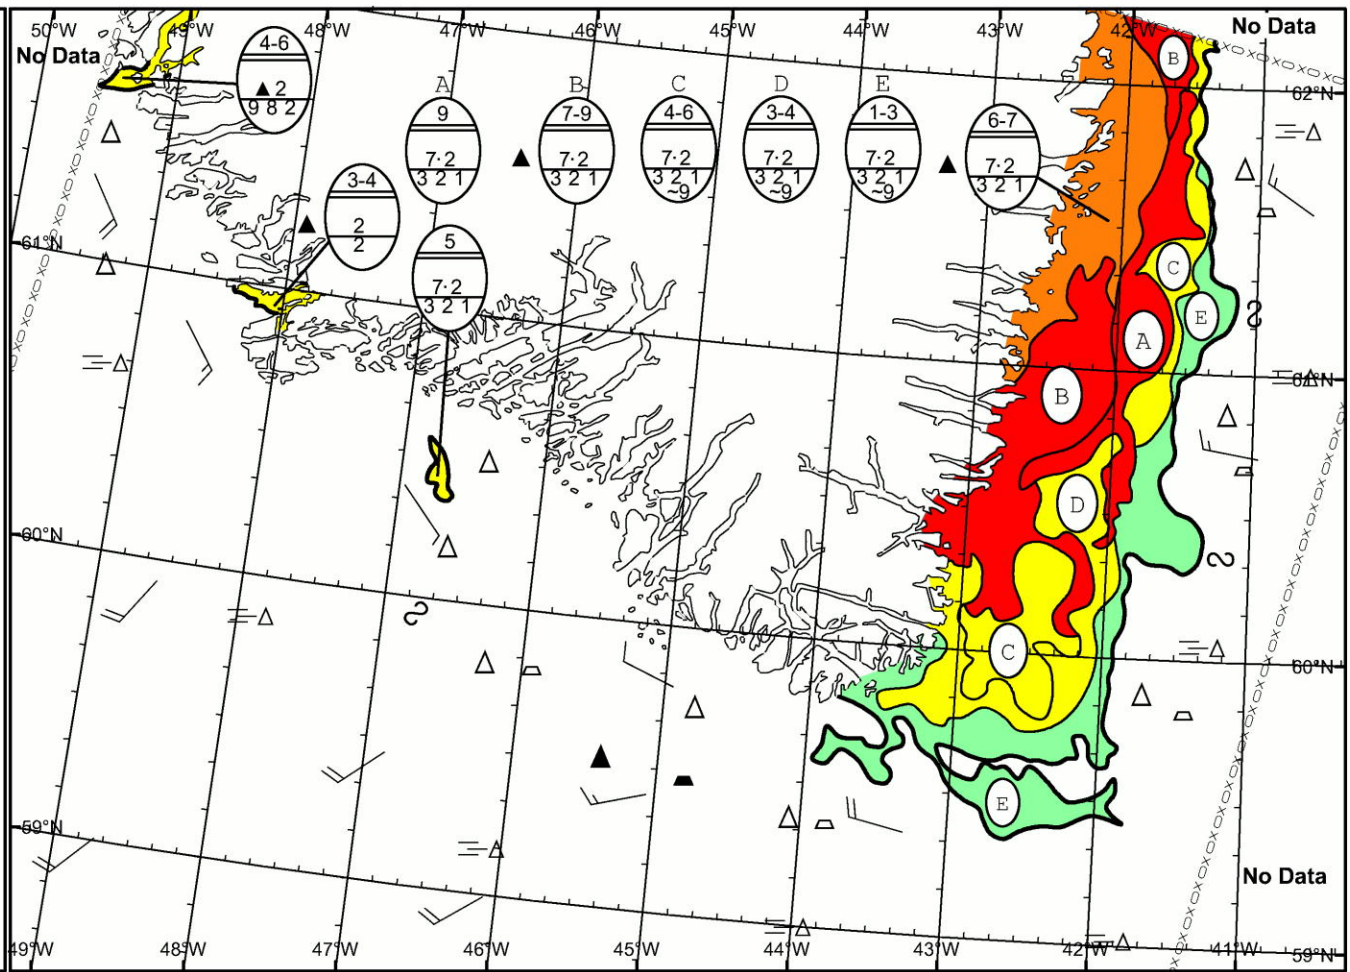 50°W 49°W 48°W 47°W 46°W 45°W 44°W 43°W 42°W
No Data
No Data
4-6
2
9 8 2
A B C D E
9
7·2
3 2 1
7-9
7·2
3 2 1
4-6
7·2
3 2 1
~9
3-4
7·2
3 2 1
~9
1-3
7·2
3 2 1
~9
6-7
7·2
3 2 1
B
62°N
3-4
2
2
5
7·2
3 2 1
61°N
C
E
A
B
61°N
D
60°N
C
60°N
E
59°N
No Data
49°W 48°W 47°W 46°W 45°W 44°W 43°W 42°W 41°W
59°N